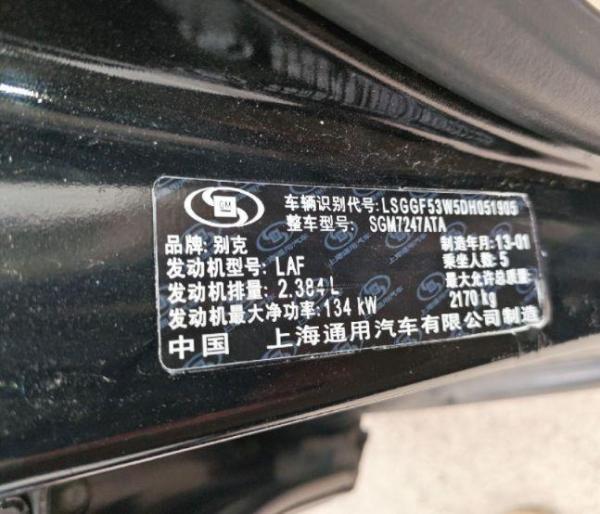 GM
车辆识别代号:LSGGF53W5DH051905
整车型号: SGM7247ATA
品牌: 别克
制造年月:13-01
发动机型号: LAF
乘坐人数: 5
发动机排量: 2.384 L
最大允许总质量
发动机最大净功率:134 kW
2170 kg
中国 上海通用汽车有限公司制造